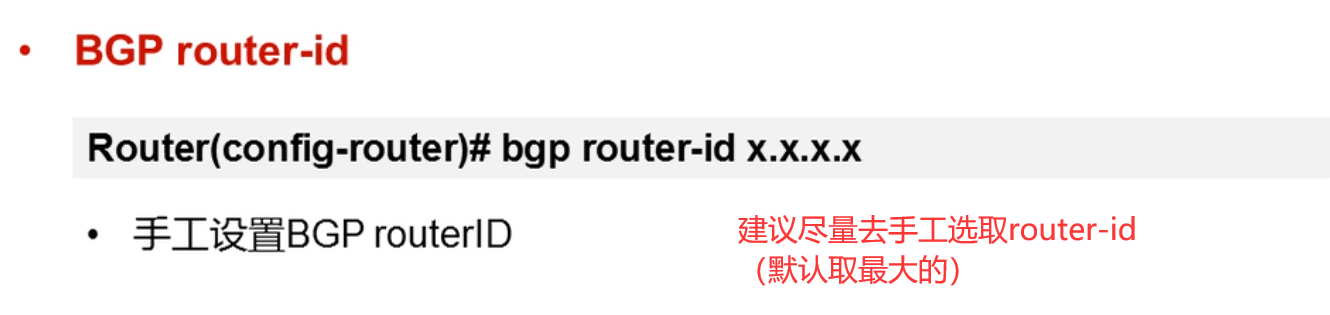 • BGP router-id
Router(config-router)# bgp router-id x.x.x.x
• 手工设置BGP routerID
建议尽量去手工选取router-id
（默认取最大的）